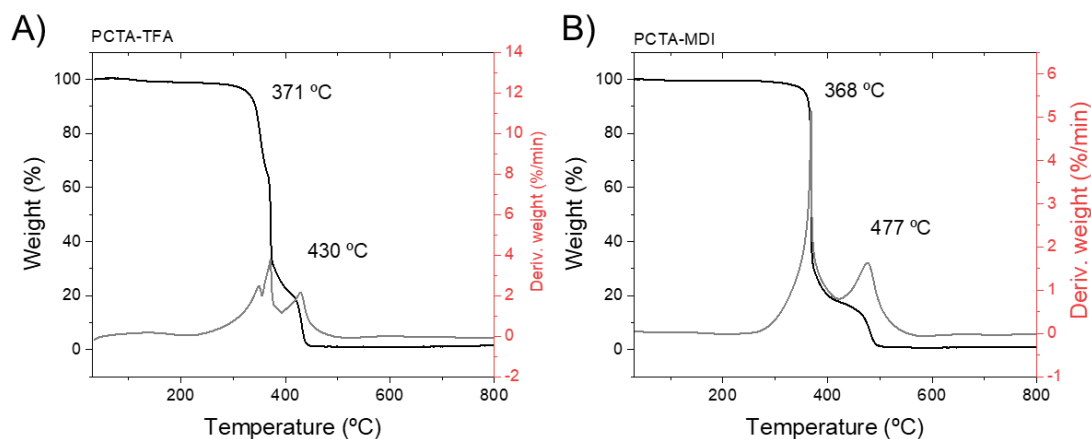 A)
PCTA-TFA
371 ºC
430 ºC
100
80
60
40
20
0
Weight (%)
14
12
10
8
6
4
2
0
-2
Deriv. weight (%/min)
200
400
600
800
Temperature (ºC)
B)
PCTA-MDI
368 ºC
477 ºC
100
80
60
40
20
0
Weight (%)
6
5
4
3
2
1
0
-1
Deriv. weight (%/min)
200
400
600
800
Temperature (ºC)